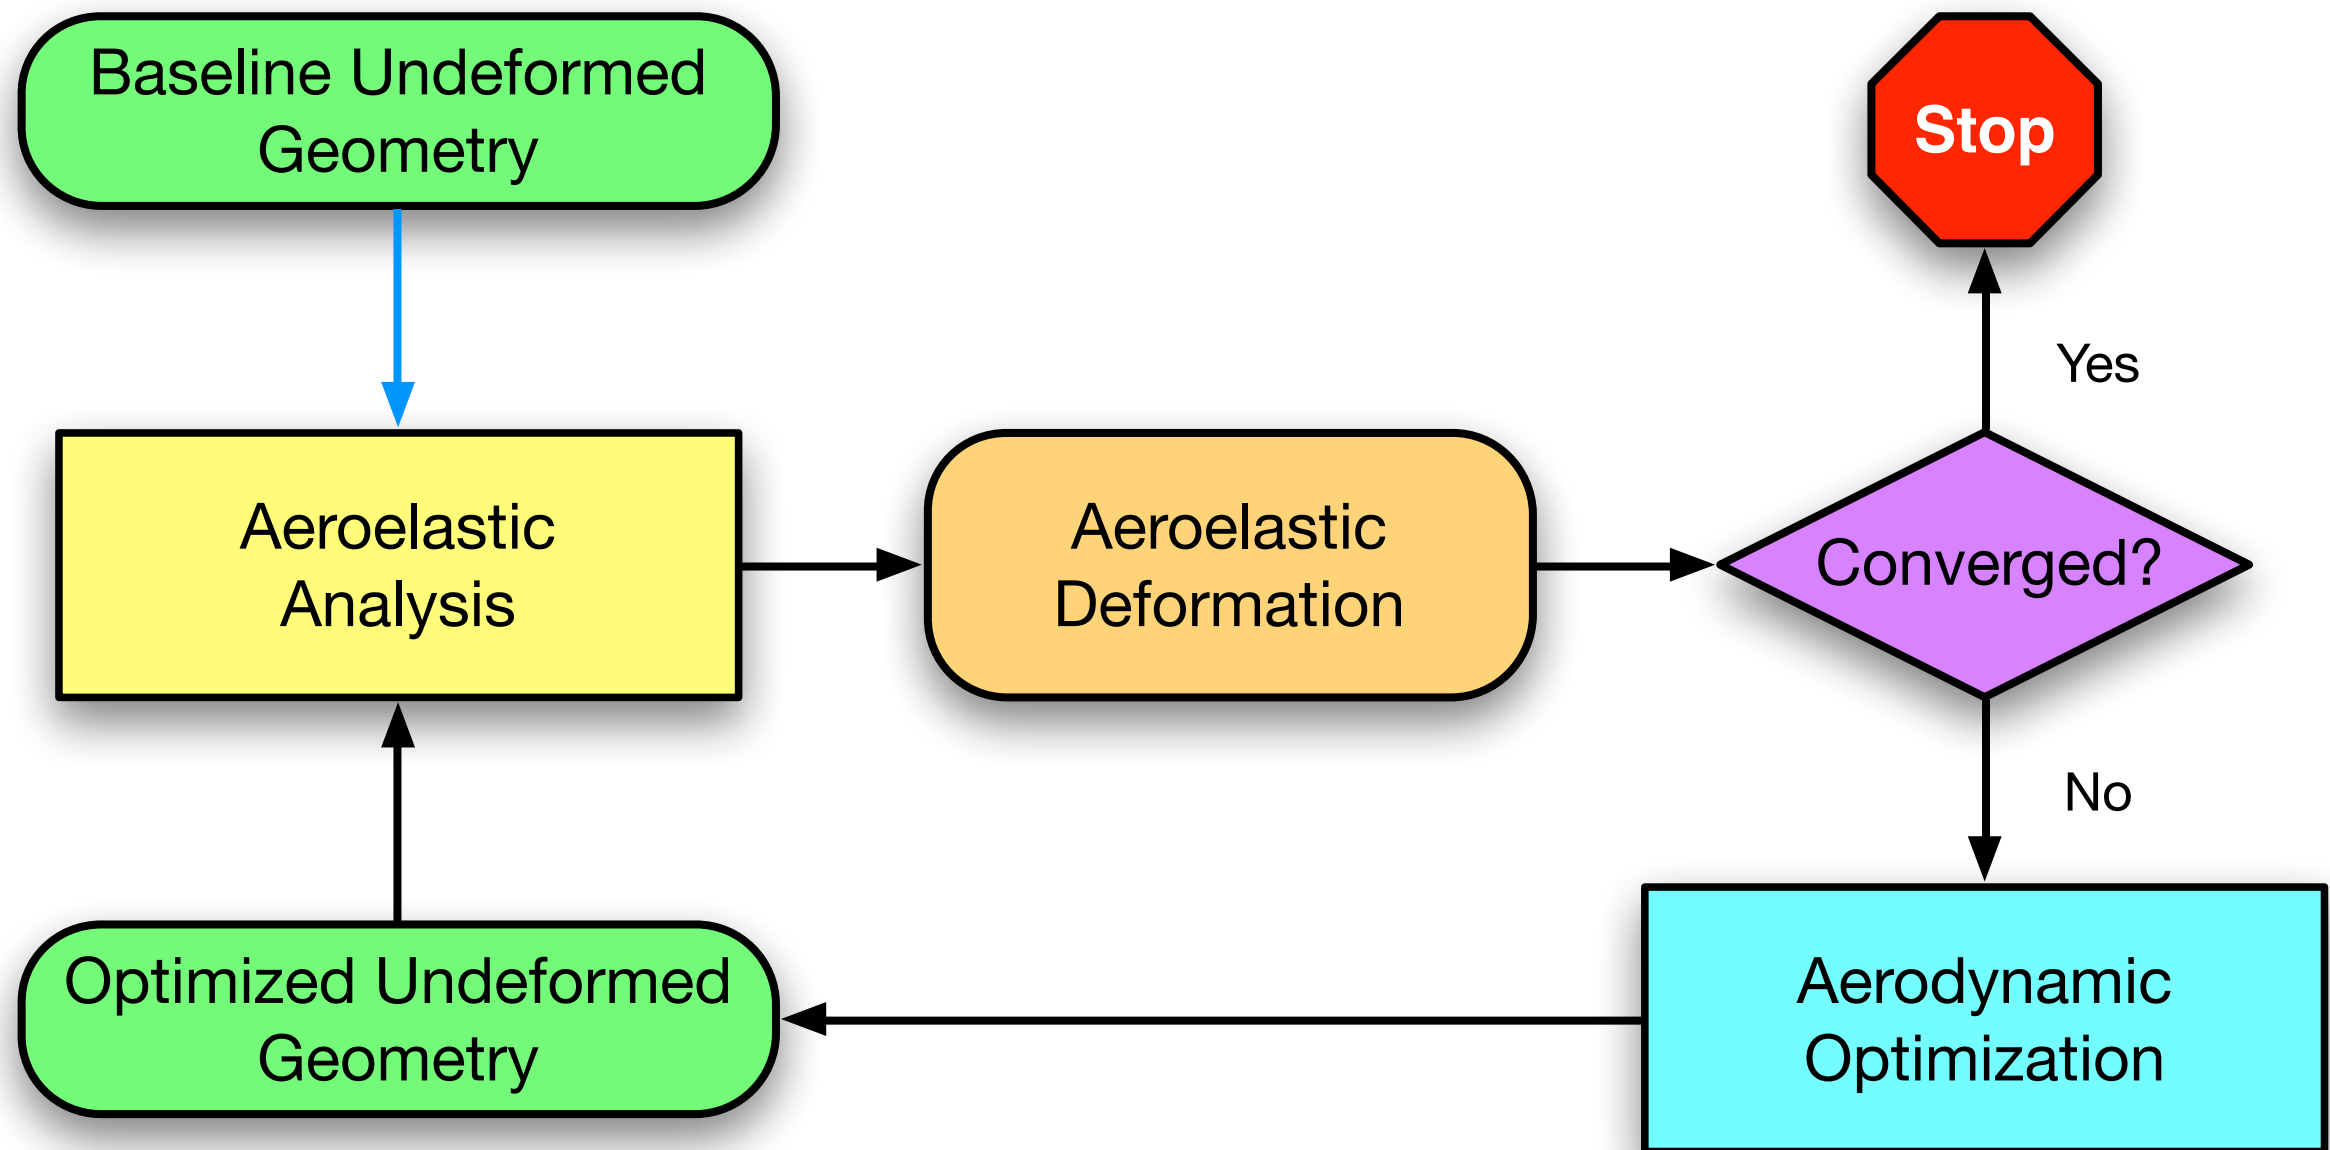 Baseline Undeformed
Geometry
Stop
Yes
Aeroelastic
Analysis
Aeroelastic
Deformation
Converged?
No
Optimized Undeformed
Geometry
Aerodynamic
Optimization